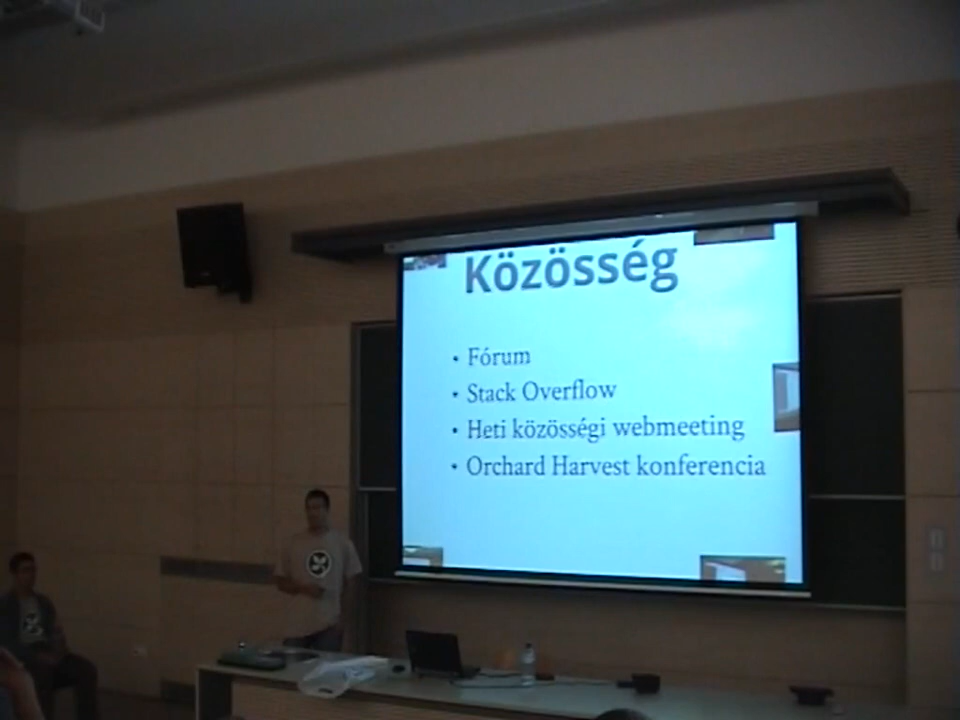 Közösség
• Fórum
• Stack Overflow
• Heti közösségi webmeeting
• Orchard Harvest konferencia